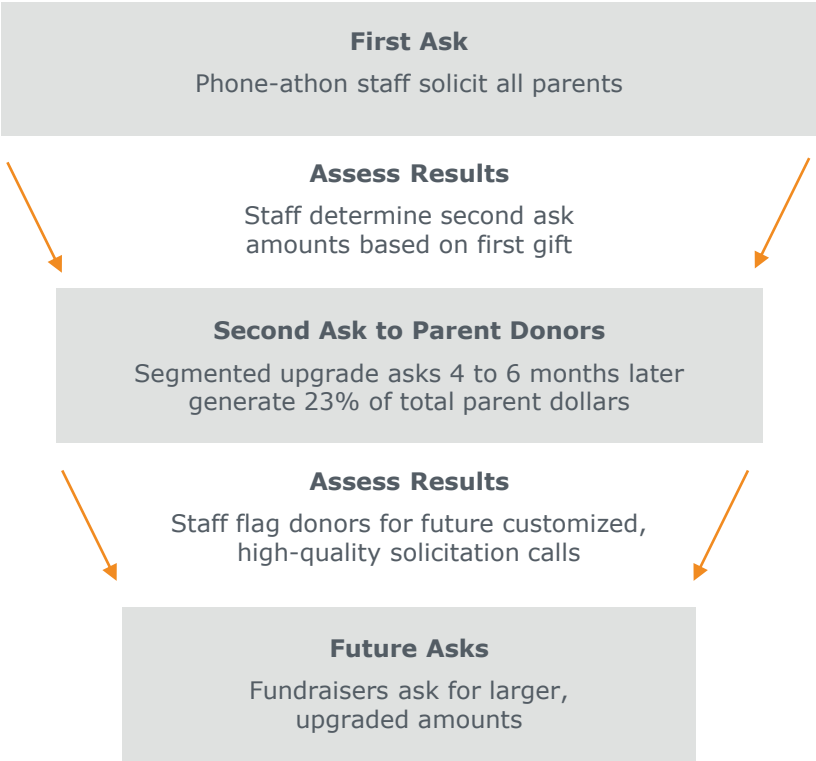 First Ask
Phone-athon staff solicit all parents
Assess Results
Staff determine second ask
amounts based on first gift
Second Ask to Parent Donors
Segmented upgrade asks 4 to 6 months later
generate 23% of total parent dollars
Assess Results
Staff flag donors for future customized,
high-quality solicitation calls
Future Asks
Fundraisers ask for larger,
upgraded amounts